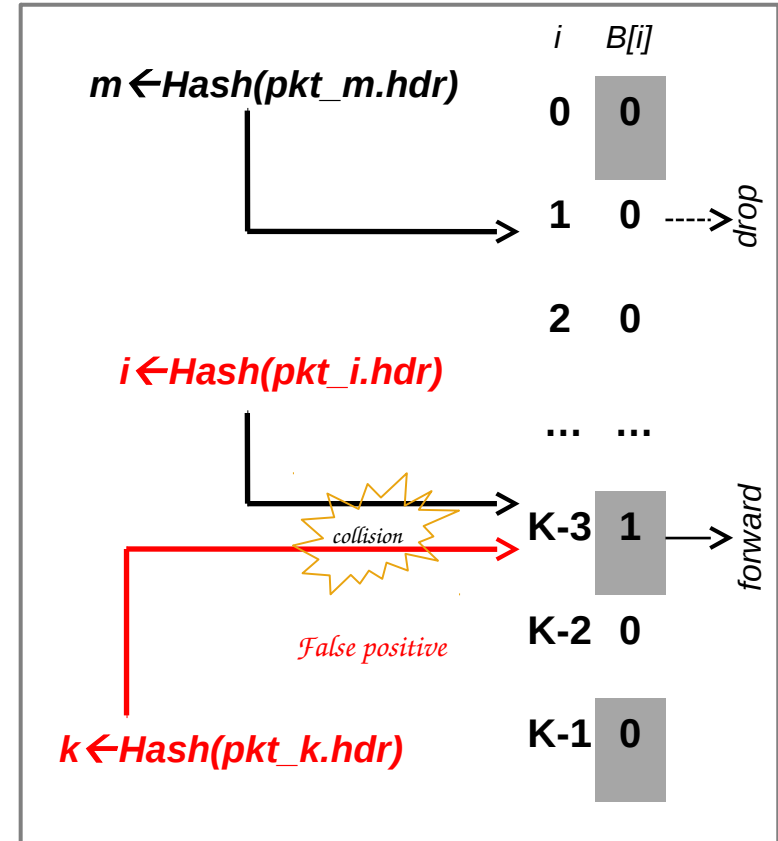 i B[i]
m←Hash(pkt_m.hdr)
0 0
1 0
drop
2 0
i←Hash(pkt_i.hdr)
... ...
K-3 1
forward
collision
K-2 0
False positive
K-1 0
k←Hash(pkt_k.hdr)